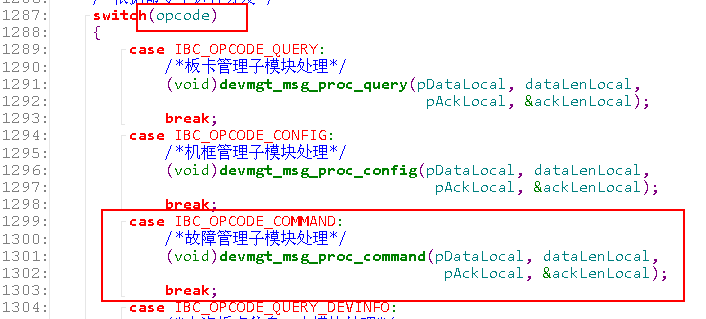 1287: switch(opcode)
1288: {
1289: case IBC_OPCODE_QUERY:
1290: /*板卡管理子模块处理*/
1291: (void)devmgt_msg_proc_query(pDataLocal, dataLenLocal,
1292: pAckLocal, &ackLenLocal);
1293: break;
1294: case IBC_OPCODE_CONFIG:
1295: /*机框管理子模块处理*/
1296: (void)devmgt_msg_proc_config(pDataLocal, dataLenLocal,
1297: pAckLocal, &ackLenLocal);
1298: break;
1299: case IBC_OPCODE_COMMAND:
1300: /*故障管理子模块处理*/
1301: (void)devmgt_msg_proc_command(pDataLocal, dataLenLocal,
1302: pAckLocal, &ackLenLocal);
1303: break;
1304: case IBC_OPCODE_QUERY_DEVINFO: